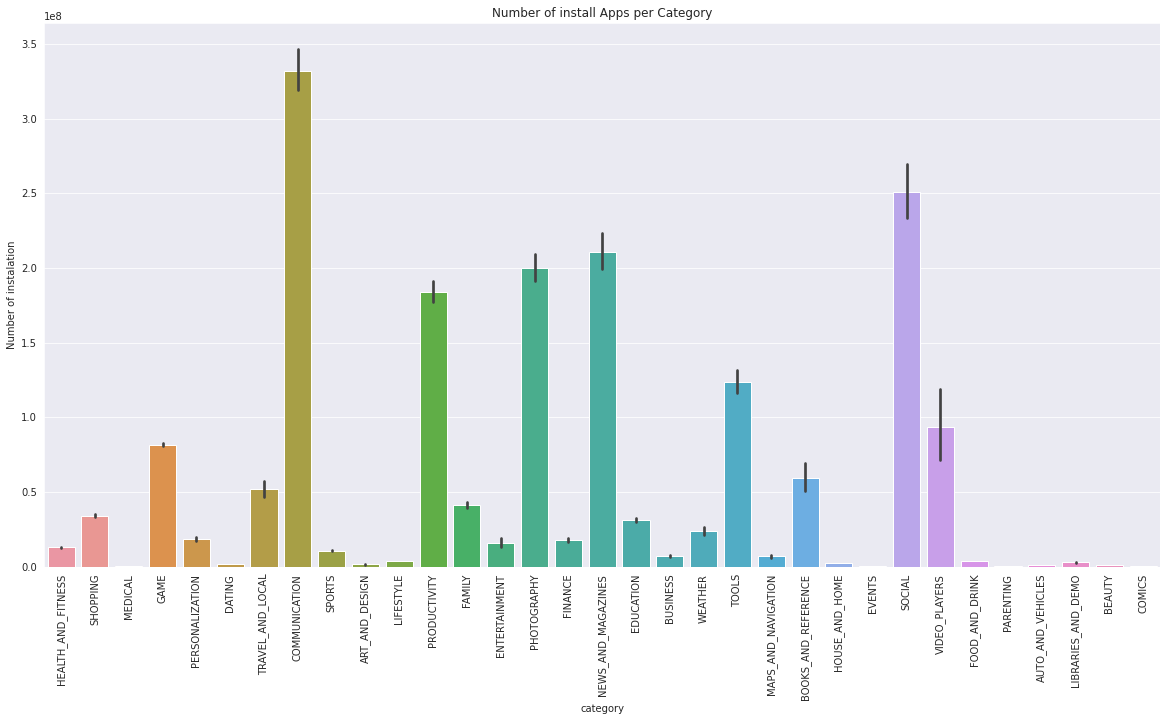 Number of install Apps per Category
1e8
3.5
3.0
2.5
2.0
1.5
1.0
0.5
0.0
Number of instalation
HEALTH_AND_FITNESS
SHOPPING
MEDICAL
GAME
PERSONALIZATION
DATING
TRAVEL_AND_LOCAL
COMMUNICATION
SPORTS
ART_AND_DESIGN
LIFESTYLE
PRODUCTIVITY
FAMILY
ENTERTAINMENT
PHOTOGRAPHY
FINANCE
NEWS_AND_MAGAZINES
EDUCATION
BUSINESS
WEATHER
TOOLS
MAPS_AND_NAVIGATION
BOOKS_AND_REFERENCE
HOUSE_AND_HOME
EVENTS
SOCIAL
VIDEO_PLAYERS
FOOD_AND_DRINK
PARENTING
AUTO_AND_VEHICLES
LIBRARIES_AND_DEMO
BEAUTY
COMICS
category